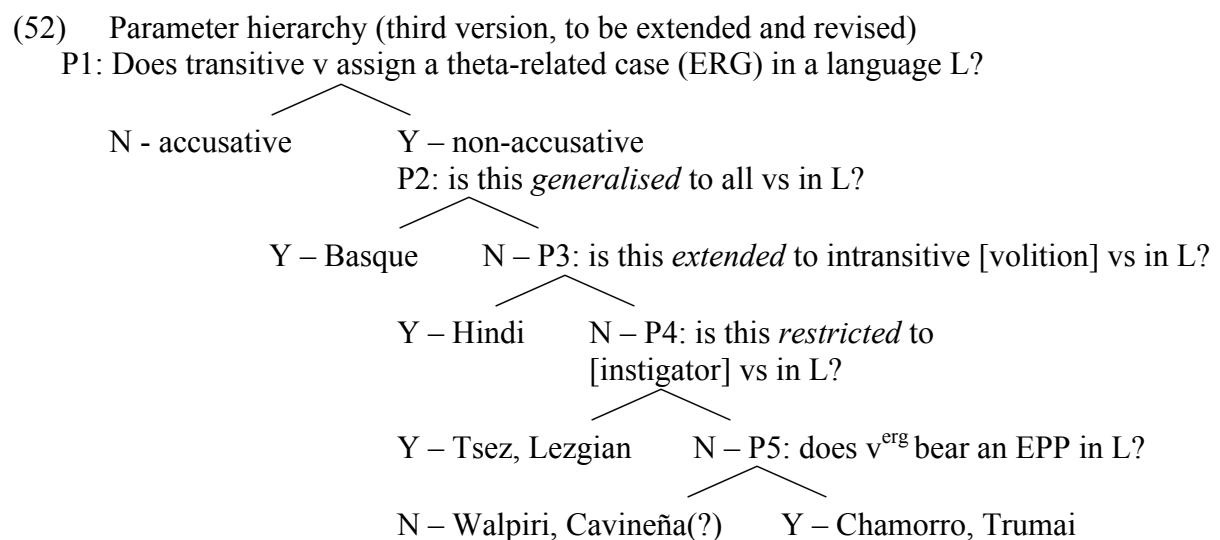 (52) Parameter hierarchy (third version, to be extended and revised)
P1: Does transitive v assign a theta-related case (ERG) in a language L?
N - accusative Y – non-accusative
P2: is this generalised to all vs in L?
Y – Basque N – P3: is this extended to intransitive [volition] vs in L?
Y – Hindi N – P4: is this restricted to
[instigator] vs in L?
Y – Tsez, Lezgian N – P5: does v^erg bear an EPP in L?
N – Walpiri, Cavineña(?) Y – Chamorro, Trumai